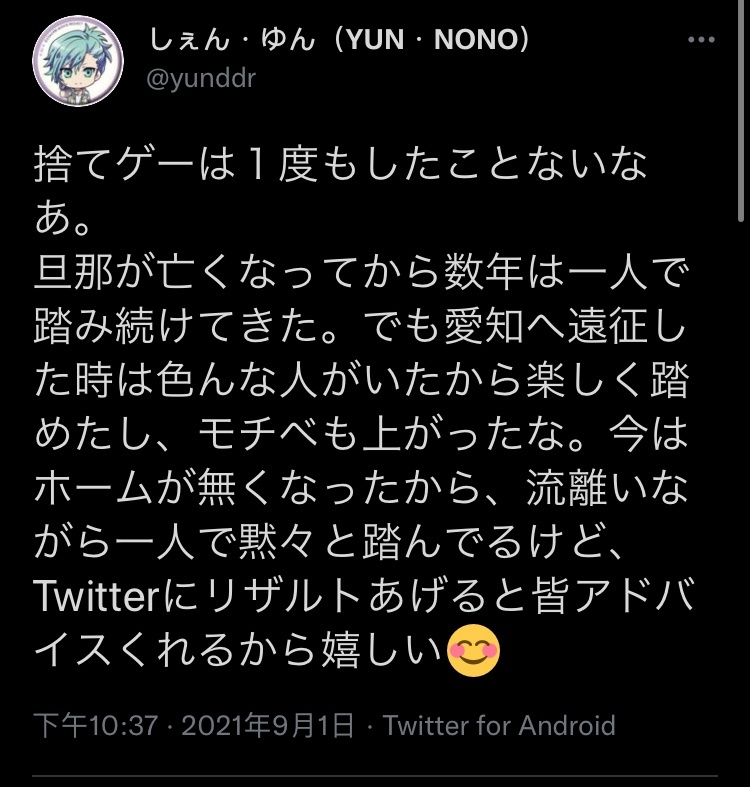 しぇん・ゆん（YUN・NONO）
@yunddr
捨てゲーは１度もしたことないな
あ。
旦那が亡くなってから数年は一人で
踏み続けてきた。でも愛知へ遠征し
た時は色んな人がいたから楽しく踏
めたし、モチベも上がったな。今は
ホームが無くなったから、流離いな
がら一人で黙々と踏んでるけど、
Twitterにリザルトあげると皆アドバ
イスくれるから嬉しい😊
下午10:37 · 2021年9月1日 · Twitter for Android